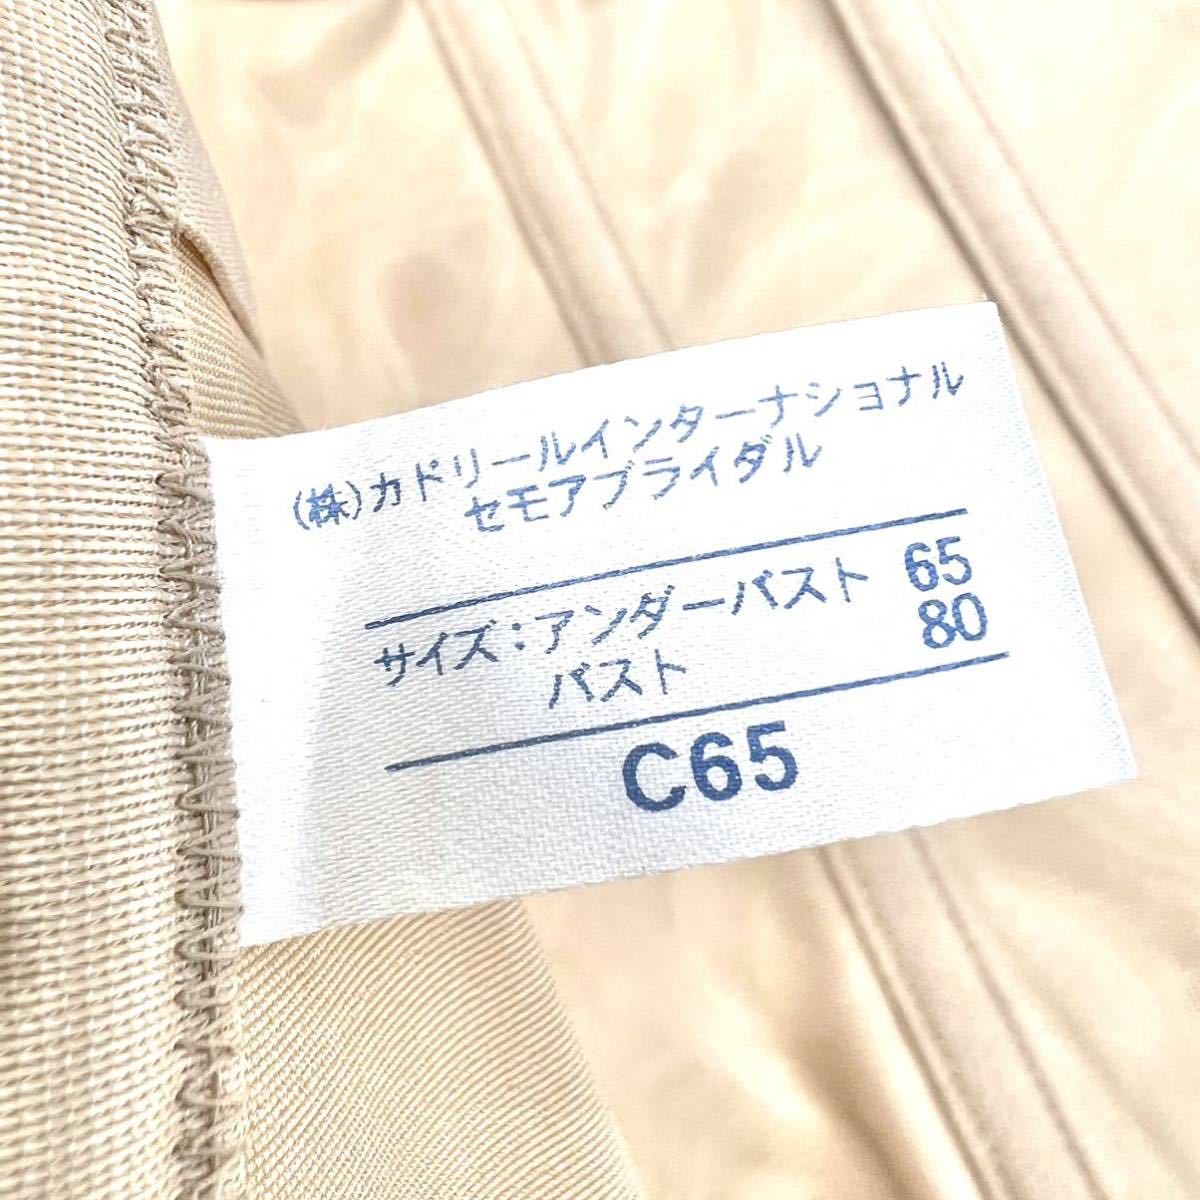 (株)カドリールインターナショナル
セモアブライダル
サイズ:アンダーバスト 65
バスト 80
C65